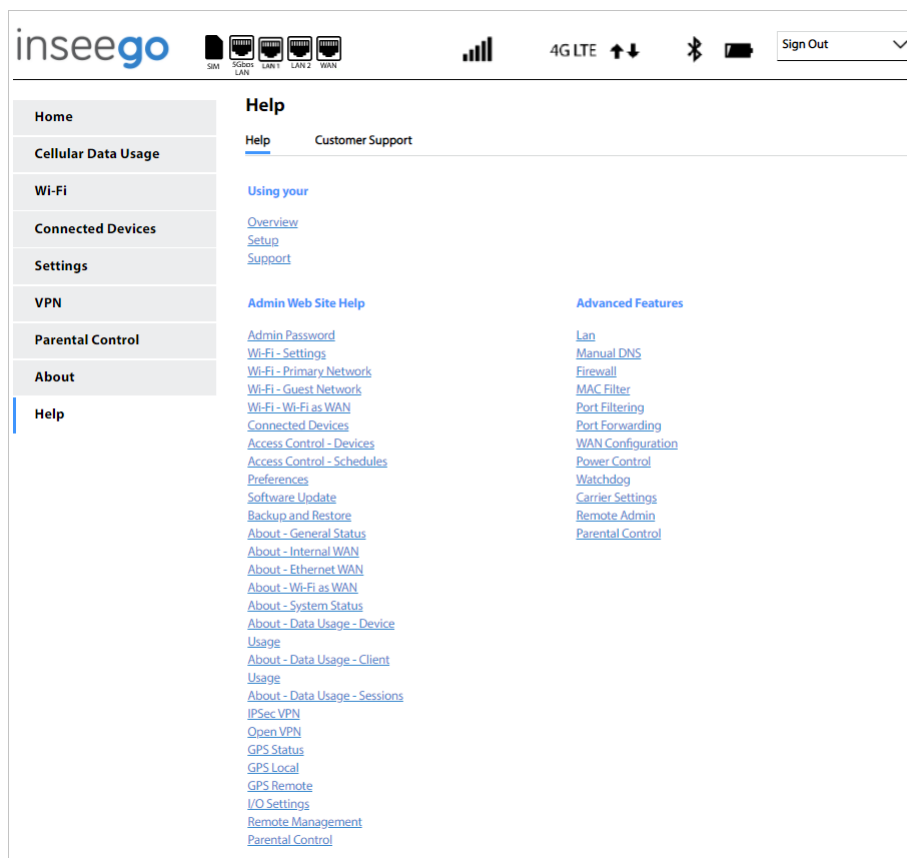 inseego
SIM
5Gbps
LAN
LAN 1
LAN 2
WAN
4G LTE
Sign Out
Home
Cellular Data Usage
Wi-Fi
Connected Devices
Settings
VPN
Parental Control
About
Help
Help
Help
Customer Support
Using your
Overview
Setup
Support
Admin Web Site Help
Admin Password
Wi-Fi - Settings
Wi-Fi - Primary Network
Wi-Fi - Guest Network
Wi-Fi - Wi-Fi as WAN
Connected Devices
Access Control - Devices
Access Control - Schedules
Preferences
Software Update
Backup and Restore
About - General Status
About - Internal WAN
About - Ethernet WAN
About - Wi-Fi as WAN
About - System Status
About - Data Usage - Device
Usage
About - Data Usage - Client
Usage
About - Data Usage - Sessions
IPSec VPN
Open VPN
GPS Status
GPS Local
GPS Remote
I/O Settings
Remote Management
Parental Control
Advanced Features
Lan
Manual DNS
Firewall
MAC Filter
Port Filtering
Port Forwarding
WAN Configuration
Power Control
Watchdog
Carrier Settings
Remote Admin
Parental Control